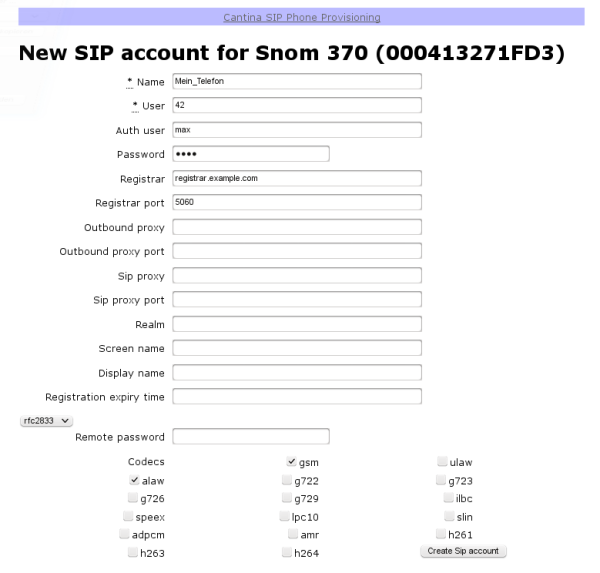 Cantina SIP Phone Provisioning
New SIP account for Snom 370 (000413271FD3)
* Name Mein_Telefon
* User 42
Auth user max
Password ••••
Registrar registrar.example.com
Registrar port 5060
Outbound proxy
Outbound proxy port
Sip proxy
Sip proxy port
Realm
Screen name
Display name
Registration expiry time
rfc2833
Remote password
Codecs gsm ulaw
alaw g722 g723
g726 g729 ilbc
speex lpc10 slin
adpcm amr h261
h263 h264 Create Sip account